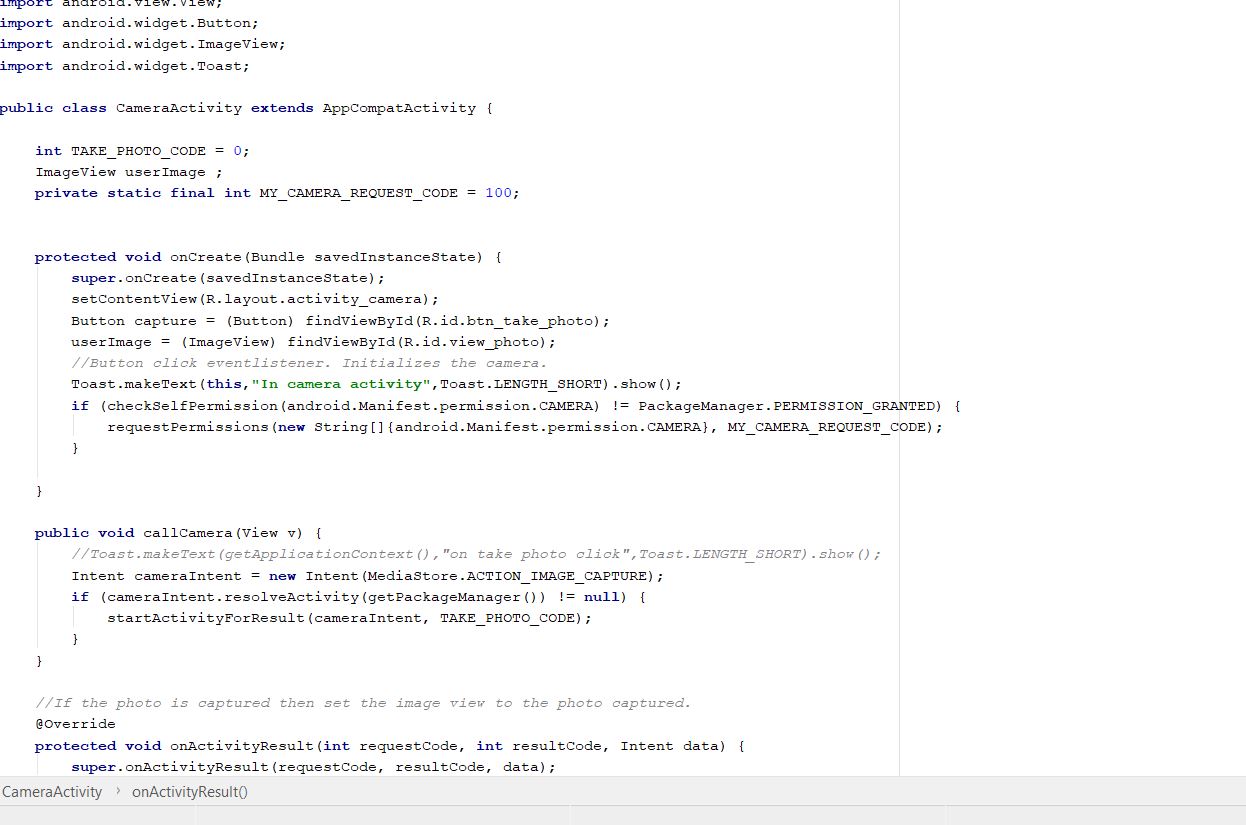 import android.view.View;
import android.widget.Button;
import android.widget.ImageView;
import android.widget.Toast;
public class CameraActivity extends AppCompatActivity {
int TAKE_PHOTO_CODE = 0;
ImageView userImage ;
private static final int MY_CAMERA_REQUEST_CODE = 100;
protected void onCreate(Bundle savedInstanceState) {
super.onCreate(savedInstanceState);
setContentView(R.layout.activity_camera);
Button capture = (Button) findViewById(R.id.btn_take_photo);
userImage = (ImageView) findViewById(R.id.view_photo);
//Button click eventlistener. Initializes the camera.
Toast.makeText(this,"In camera activity",Toast.LENGTH_SHORT).show();
if (checkSelfPermission(android.Manifest.permission.CAMERA) != PackageManager.PERMISSION_GRANTED) {
requestPermissions(new String[]{android.Manifest.permission.CAMERA}, MY_CAMERA_REQUEST_CODE);
}
}
public void callCamera(View v) {
//Toast.makeText(getApplicationContext(),"on take photo click",Toast.LENGTH_SHORT).show();
Intent cameraIntent = new Intent(MediaStore.ACTION_IMAGE_CAPTURE);
if (cameraIntent.resolveActivity(getPackageManager()) != null) {
startActivityForResult(cameraIntent, TAKE_PHOTO_CODE);
}
}
//If the photo is captured then set the image view to the photo captured.
@Override
protected void onActivityResult(int requestCode, int resultCode, Intent data) {
super.onActivityResult(requestCode, resultCode, data);
CameraActivity › onActivityResult()